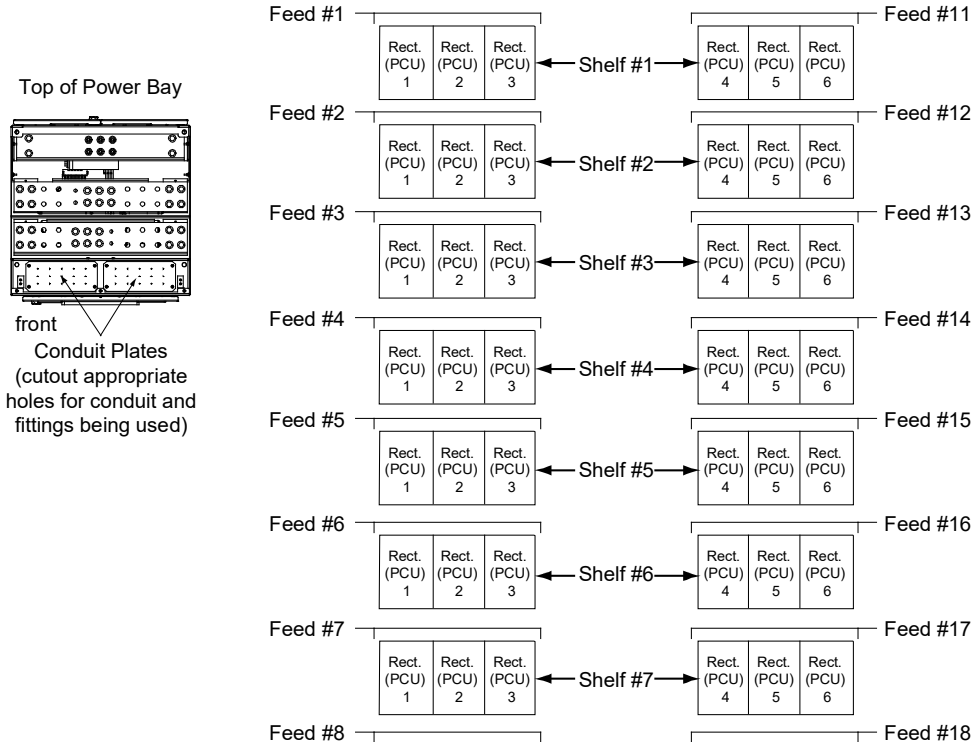 Top of Power Bay
front
Conduit Plates
(cutout appropriate
holes for conduit and
fittings being used)
Feed #1 Feed #11
Rect. Rect. Rect. Rect. Rect. Rect.
(PCU) (PCU) (PCU) Shelf #1 (PCU) (PCU) (PCU)
1 2 3 4 5 6
Feed #2 Feed #12
Rect. Rect. Rect. Rect. Rect. Rect.
(PCU) (PCU) (PCU) Shelf #2 (PCU) (PCU) (PCU)
1 2 3 4 5 6
Feed #3 Feed #13
Rect. Rect. Rect. Rect. Rect. Rect.
(PCU) (PCU) (PCU) Shelf #3 (PCU) (PCU) (PCU)
1 2 3 4 5 6
Feed #4 Feed #14
Rect. Rect. Rect. Rect. Rect. Rect.
(PCU) (PCU) (PCU) Shelf #4 (PCU) (PCU) (PCU)
1 2 3 4 5 6
Feed #5 Feed #15
Rect. Rect. Rect. Rect. Rect. Rect.
(PCU) (PCU) (PCU) Shelf #5 (PCU) (PCU) (PCU)
1 2 3 4 5 6
Feed #6 Feed #16
Rect. Rect. Rect. Rect. Rect. Rect.
(PCU) (PCU) (PCU) Shelf #6 (PCU) (PCU) (PCU)
1 2 3 4 5 6
Feed #7 Feed #17
Rect. Rect. Rect. Rect. Rect. Rect.
(PCU) (PCU) (PCU) Shelf #7 (PCU) (PCU) (PCU)
1 2 3 4 5 6
Feed #8 Feed #18